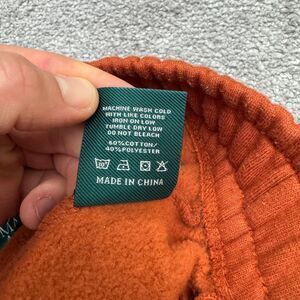 MACHINE WASH COLD
WITH LIKE COLORS
IRON ON LOW
TUMBLE DRY LOW
DO NOT BLEACH
60%COTTON/
40%POLYESTER
MADE IN CHINA